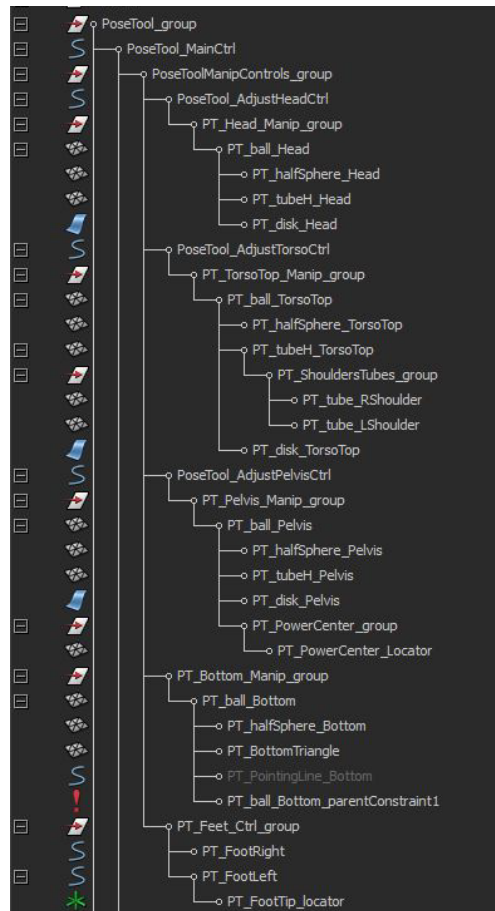 PoseTool_group
PoseTool_MainCtrl
PoseToolManipControls_group
PoseTool_AdjustHeadCtrl
PT_Head_Manip_group
PT_ball_Head
PT_halfSphere_Head
PT_tubeH_Head
PT_disk_Head
PoseTool_AdjustTorsoCtrl
PT_TorsoTop_Manip_group
PT_ball_TorsoTop
PT_halfSphere_TorsoTop
PT_tubeH_TorsoTop
PT_ShouldersTubes_group
PT_tube_RShoulder
PT_tube_LShoulder
PT_disk_TorsoTop
PoseTool_AdjustPelvisCtrl
PT_Pelvis_Manip_group
PT_ball_Pelvis
PT_halfSphere_Pelvis
PT_tubeH_Pelvis
PT_disk_Pelvis
PT_PowerCenter_group
PT_PowerCenter_Locator
PT_Bottom_Manip_group
PT_ball_Bottom
PT_halfSphere_Bottom
PT_BottomTriangle
PT_PointingLine_Bottom
PT_ball_Bottom_parentConstraint1
PT_Feet_Ctrl_group
PT_FootRight
PT_FootLeft
PT_FootTip_locator